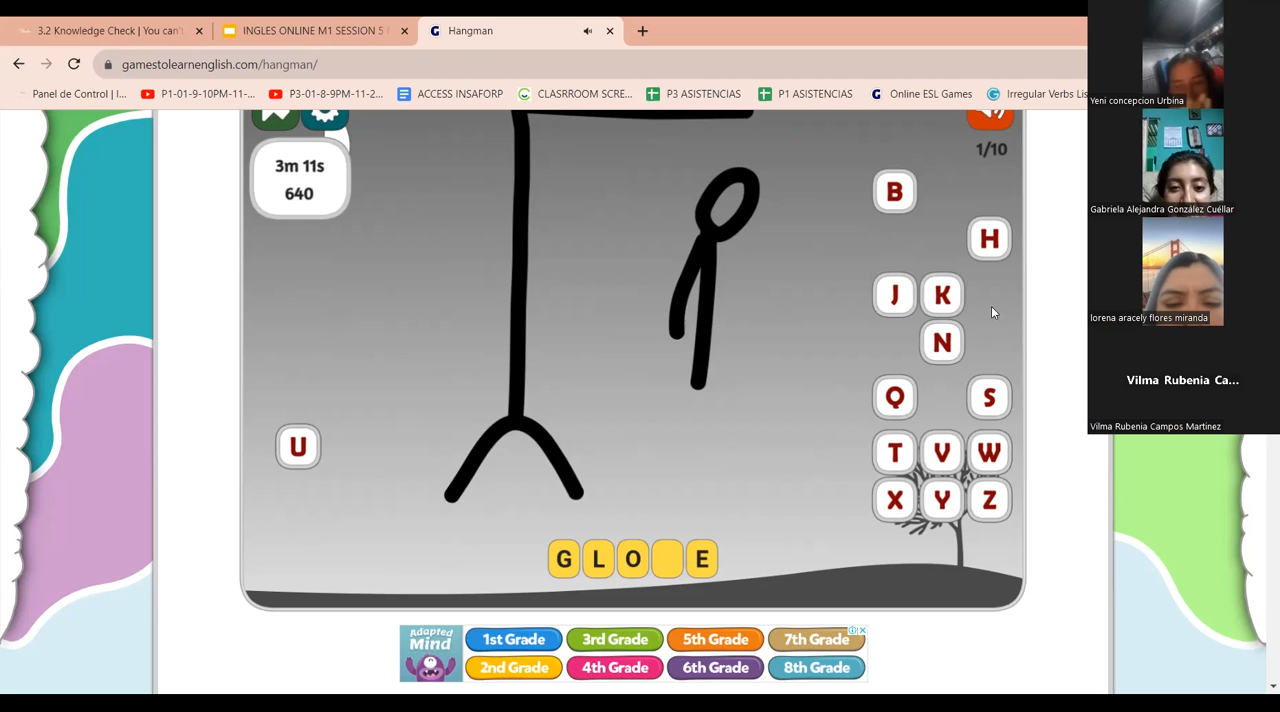 3.2 Knowledge Check | You can't
INGLES ONLINE M1 SESSION 5
Hangman
gamestolearnenglish.com/hangman/
Panel de Control | I...
P1-01-9-10PM-11-...
P3-01-8-9PM-11-2...
ACCESS INSAFORP
CLASRROOM SCRE...
P3 ASISTENCIAS
P1 ASISTENCIAS
Online ESL Games
Irregular Verbs Lis
3m 11s
640
1/10
B
H
J K
N
Q S
T V W
X Y Z
U
G L O E
Adapted Mind
1st Grade 3rd Grade 5th Grade 7th Grade
2nd Grade 4th Grade 6th Grade 8th Grade
Yeni concepcion Urbina
Gabriela Alejandra González Cuéllar
lorena aracely flores miranda
Vilma Rubenia Ca...
Vilma Rubenia Campos Martinez